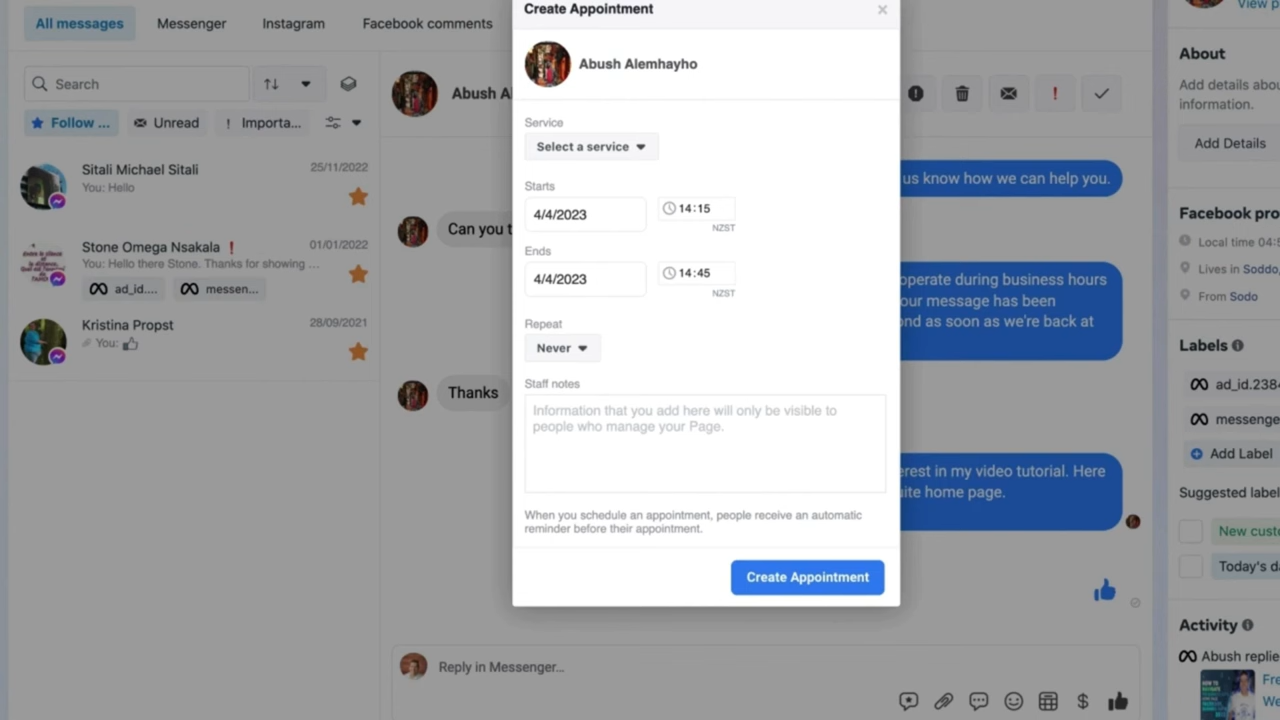 All messages
Messenger
Instagram
Facebook comments
Search
Follow ...
Unread
! Importa...
Sitali Michael Sitali
25/11/2022
You: Hello
Stone Omega Nsakala
01/01/2022
You: Hello there Stone. Thanks for showing ...
ad_id....
messen...
Kristina Propst
28/09/2021
You:
Abush A
Can you t
Thanks
us know how we can help you.
operate during business hours
our message has been
nd as soon as we're back at
erest in my video tutorial. Here
ite home page.
Reply in Messenger...
Create Appointment
Abush Alemhayho
Service
Select a service
Starts
4/4/2023
14:15
NZST
Ends
4/4/2023
14:45
NZST
Repeat
Never
Staff notes
Information that you add here will only be visible to
people who manage your Page.
When you schedule an appointment, people receive an automatic
reminder before their appointment.
Create Appointment
View p
About
Add details abou
information.
Add Details
Facebook pro
Local time 04:
Lives in Soddo,
From Sodo
Labels
ad_id.238
messenge
Add Label
Suggested label
New custo
Today's da
Activity
Abush replie
Fre
We